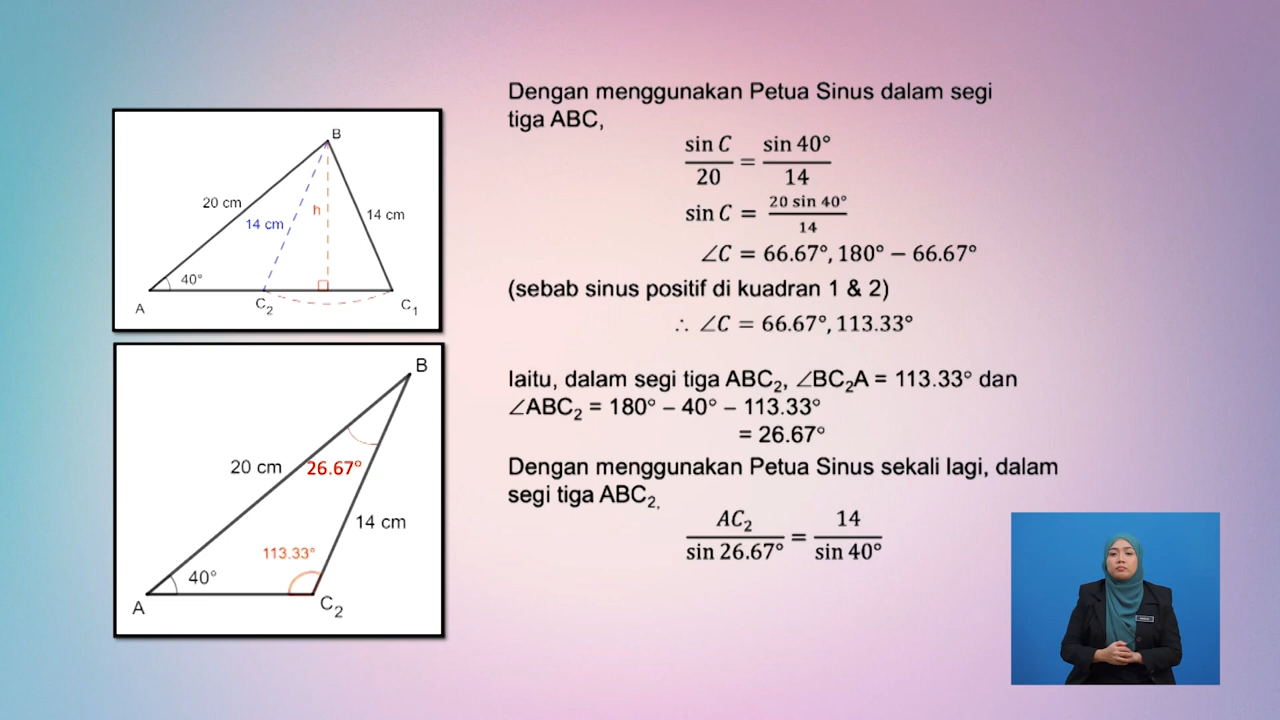 B
20 cm
14 cm
h
14 cm
40°
A
C₂
C₁
B
20 cm
26.67°
14 cm
113.33°
40°
A
C₂
Dengan menggunakan Petua Sinus dalam segi
tiga ABC,
sin C / 20 = sin 40° / 14
sin C = 20 sin 40° / 14
∠C = 66.67°, 180° − 66.67°
(sebab sinus positif di kuadran 1 & 2)
∴ ∠C = 66.67°, 113.33°
Iaitu, dalam segi tiga ABC₂, ∠BC₂A = 113.33° dan
∠ABC₂ = 180° – 40° – 113.33°
= 26.67°
Dengan menggunakan Petua Sinus sekali lagi, dalam
segi tiga ABC₂,
AC₂ / sin 26.67° = 14 / sin 40°